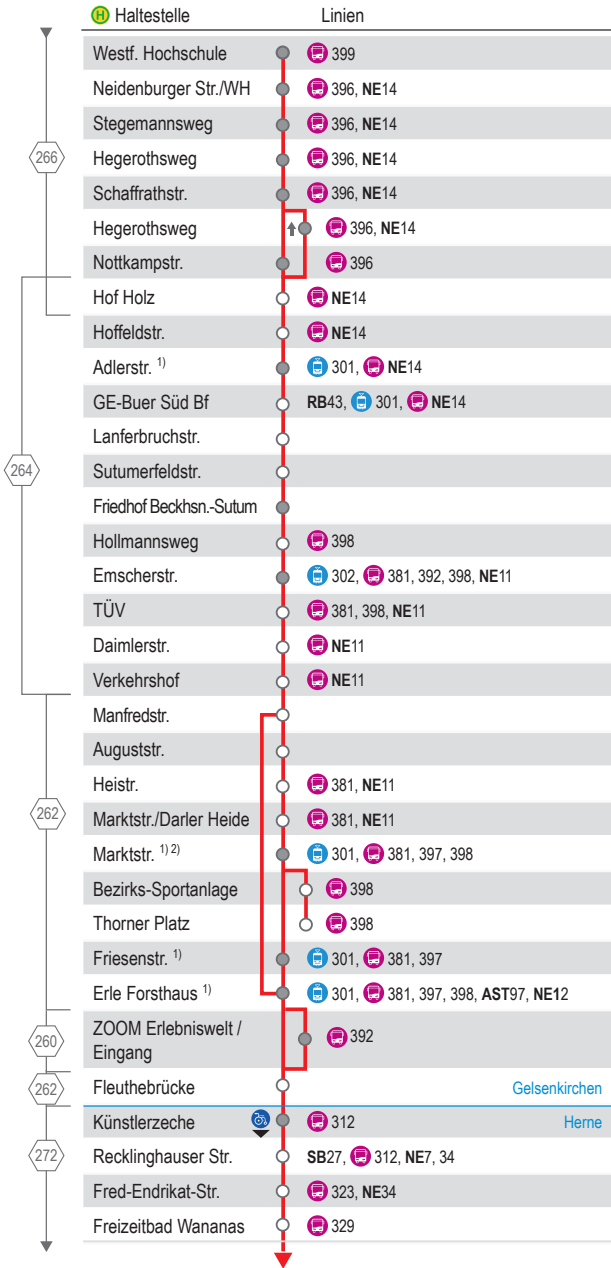 H Haltestelle Linien
Westf. Hochschule 399
Neidenburger Str./WH 396, NE14
Stegemannsweg 396, NE14
266 Hegerothsweg 396, NE14
Schaffrathstr. 396, NE14
Hegerothsweg 396, NE14
Nottkampstr. 396
Hof Holz NE14
Hoffeldstr. NE14
Adlerstr. 1) 301, NE14
GE-Buer Süd Bf RB43, 301, NE14
Lanferbruchstr.
264 Sutumerfeldstr.
Friedhof Beckhsn.-Sutum
Hollmannsweg 398
Emscherstr. 302, 381, 392, 398, NE11
TÜV 381, 398, NE11
Daimlerstr. NE11
Verkehrshof NE11
Manfredstr.
Auguststr.
Heistr. 381, NE11
262 Marktstr./Darler Heide 381, NE11
Marktstr. 1) 2) 301, 381, 397, 398
Bezirks-Sportanlage 398
Thorner Platz 398
Friesenstr. 1) 301, 381, 397
Erle Forsthaus 1) 301, 381, 397, 398, AST97, NE12
260 ZOOM Erlebniswelt / 392
Eingang
262 Fleuthebrücke Gelsenkirchen
Künstlerzeche 312 Herne
272 Recklinghauser Str. SB27, 312, NE7, 34
Fred-Endrikat-Str. 323, NE34
Freizeitbad Wananas 329